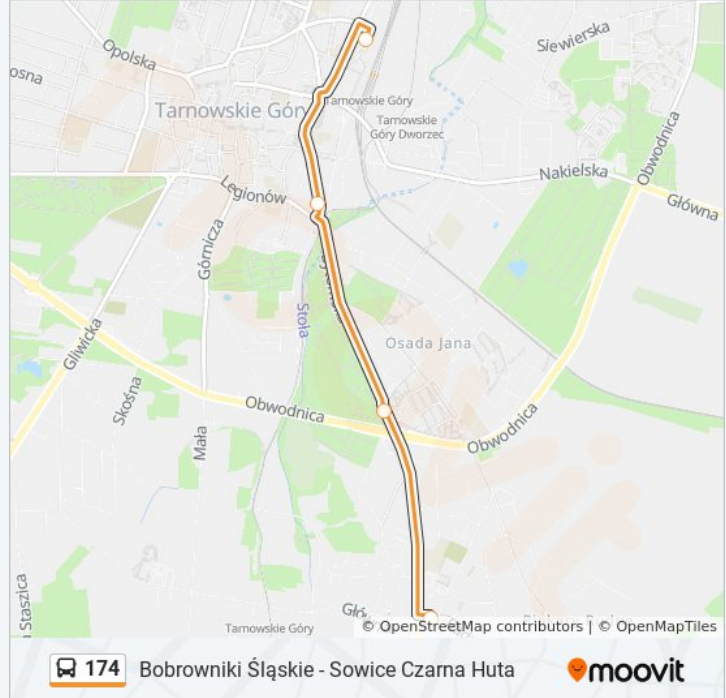 Opolska
Siewierska
osna
Tarnowskie Góry
Tarnowskie Góry
Tarnowskie
Góry Dworzec
Obwodnica
Nakielska
Główna
Legionów
Górnicza
Stoła
Osada Jana
Gliwicka
Skośna
Obwodnica
Mała
Obwodnica
Staszica
Tarnowskie Góry
© OpenStreetMap contributors | © OpenMapTiles
174 Bobrowniki Śląskie - Sowice Czarna Huta
moovit